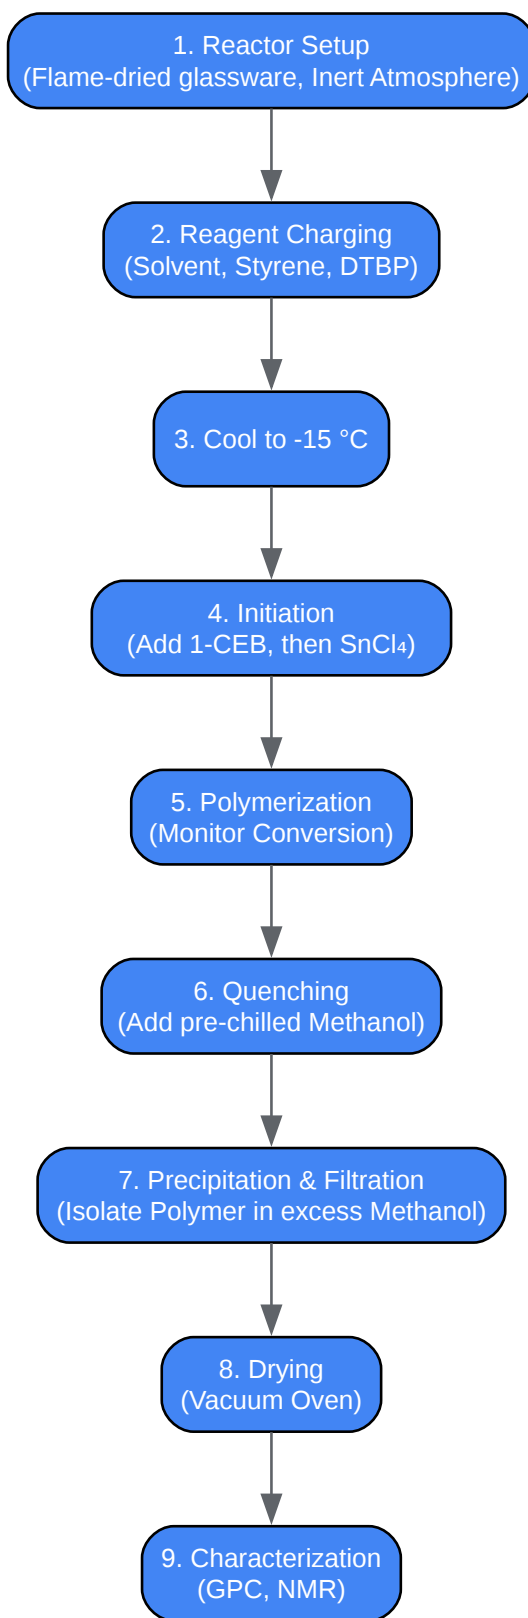 1. Reactor Setup
(Flame-dried glassware, Inert Atmosphere)
2. Reagent Charging
(Solvent, Styrene, DTBP)
3. Cool to -15 °C
4. Initiation
(Add 1-CEB, then SnCl₄)
5. Polymerization
(Monitor Conversion)
6. Quenching
(Add pre-chilled Methanol)
7. Precipitation & Filtration
(Isolate Polymer in excess Methanol)
8. Drying
(Vacuum Oven)
9. Characterization
(GPC, NMR)